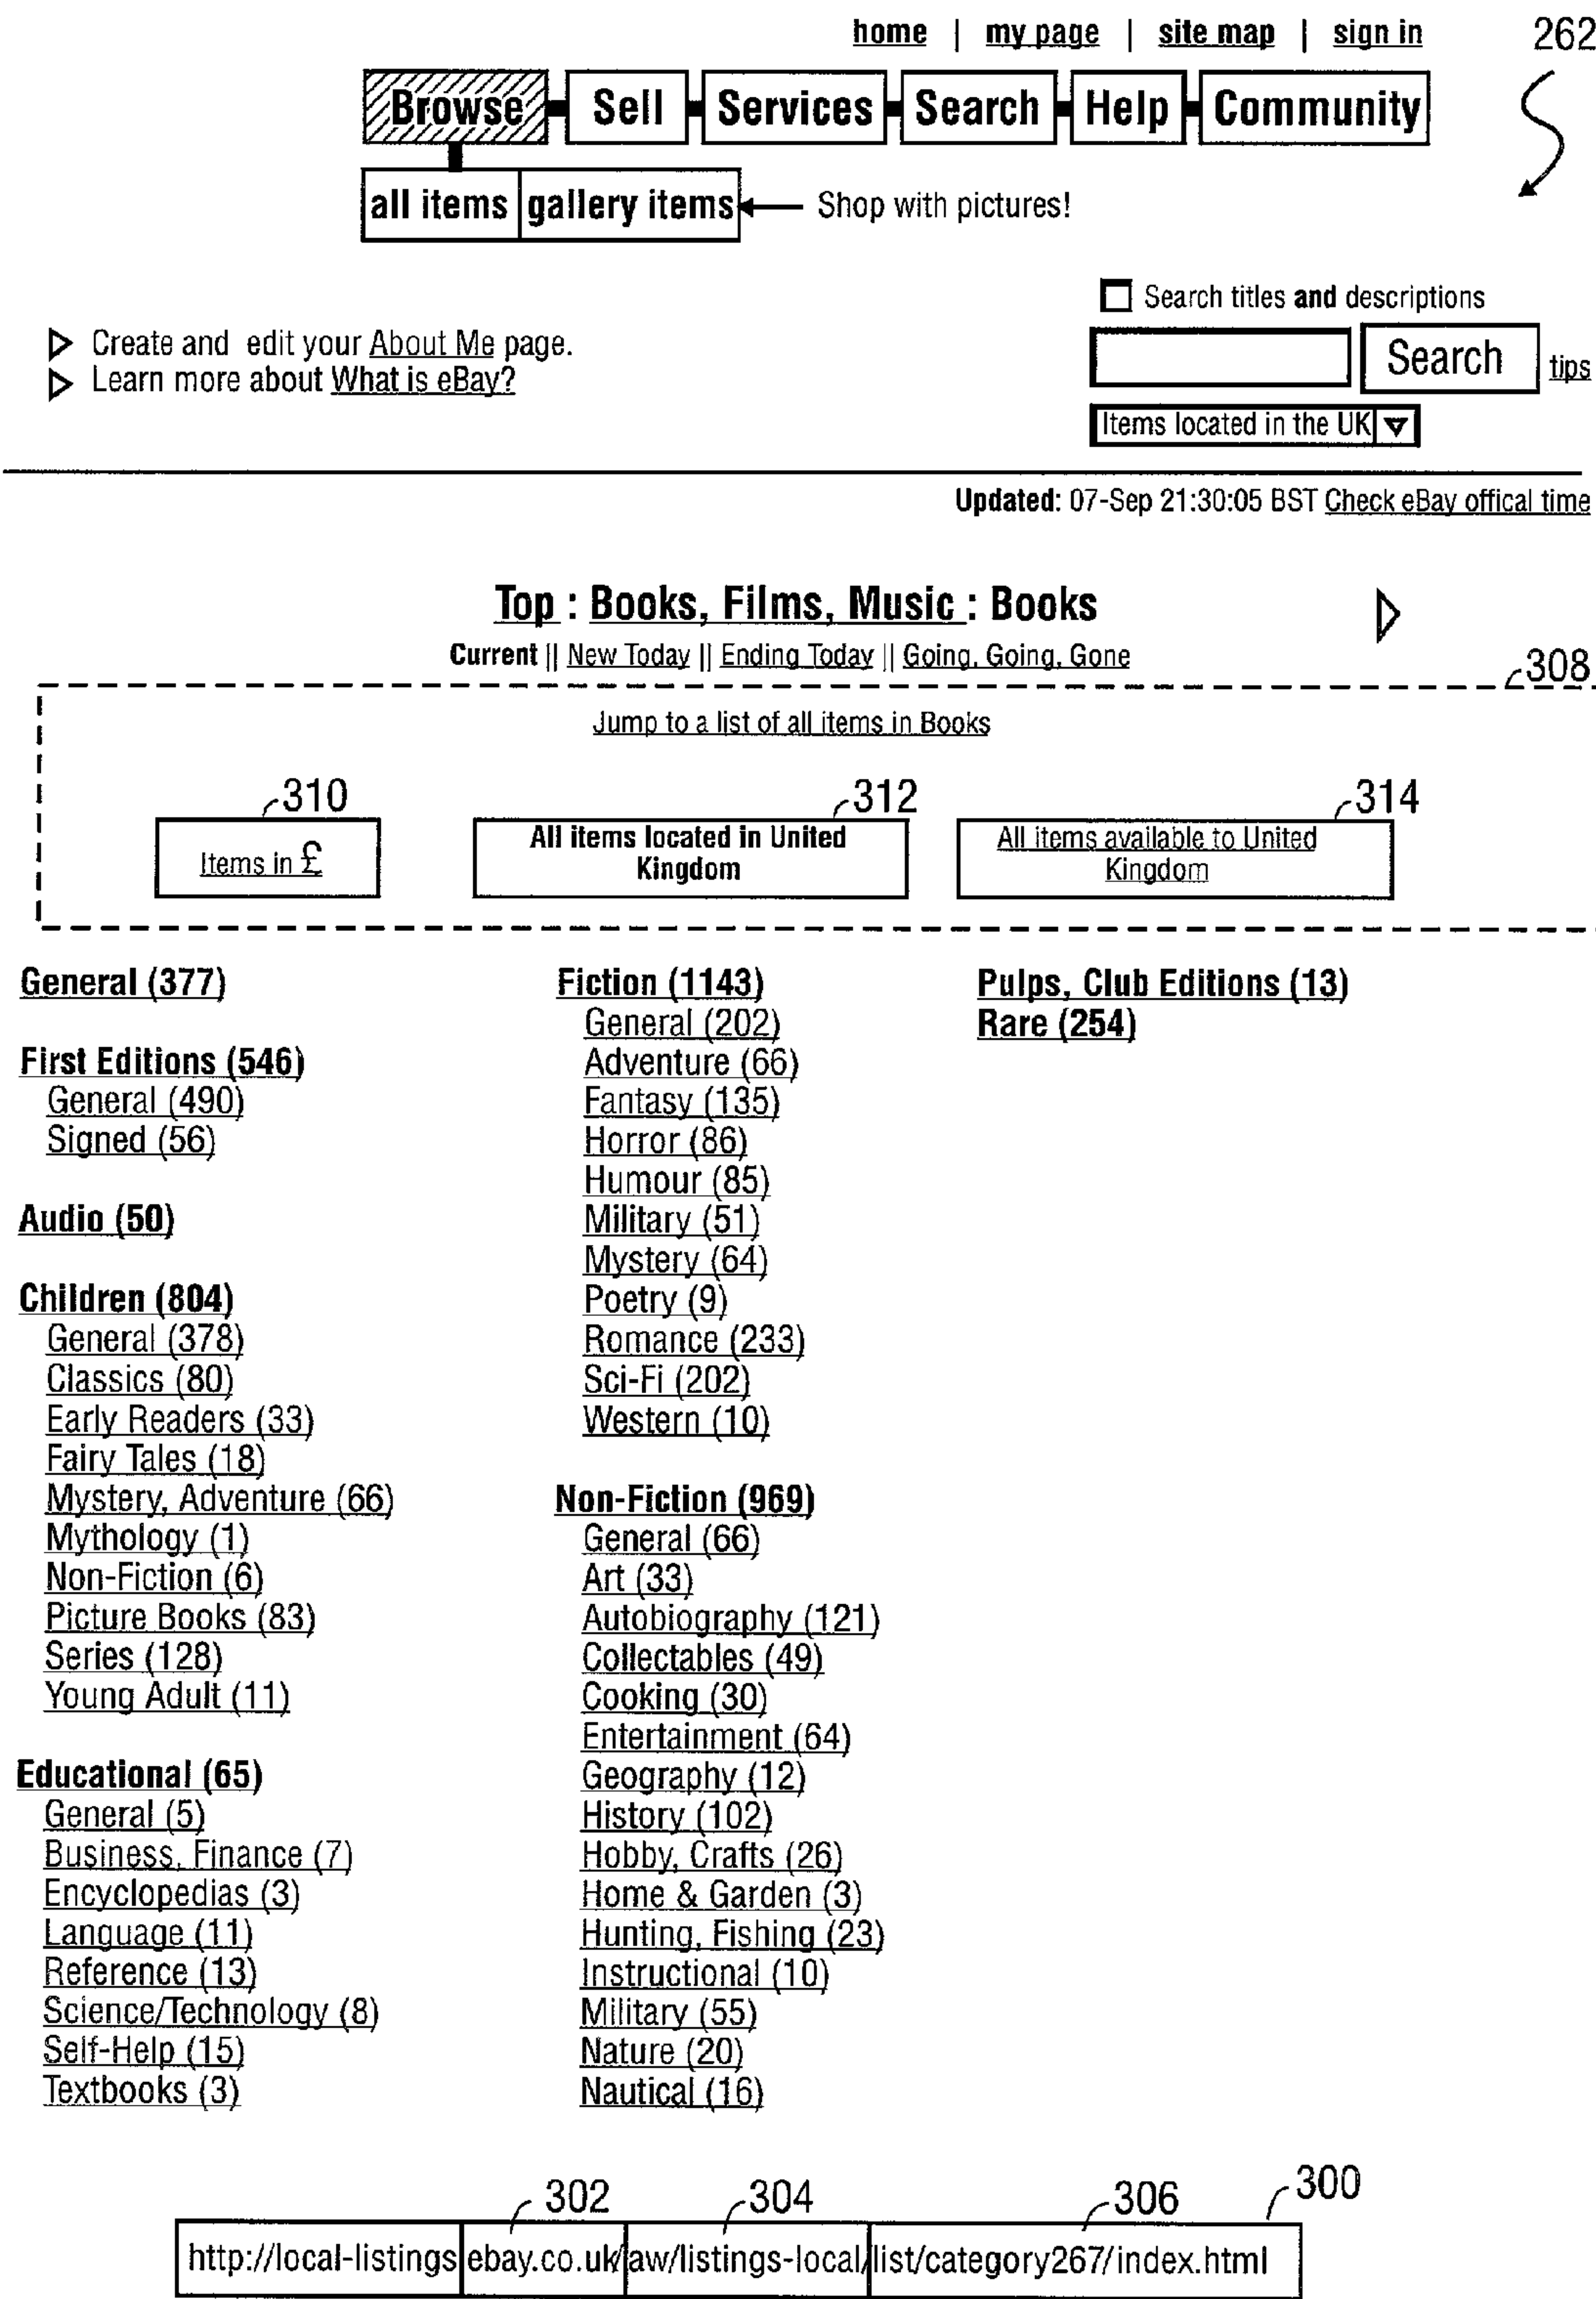 home | my page | site map | sign in
262
Browse Sell Services Search Help Community
all items gallery items Shop with pictures!
Search titles and descriptions
Create and edit your About Me page.
Search tips
Learn more about What is eBay?
Items located in the UK
Updated: 07-Sep 21:30:05 BST Check eBay offical time
Top : Books, Films, Music : Books
Current || New Today || Ending Today || Going, Going, Gone
308
Jump to a list of all items in Books
310
312
314
Items in £
All items located in United
Kingdom
All items available to United
Kingdom
General (377)
First Editions (546)
General (490)
Signed (56)
Audio (50)
Children (804)
General (378)
Classics (80)
Early Readers (33)
Fairy Tales (18)
Mystery, Adventure (66)
Mythology (1)
Non-Fiction (6)
Picture Books (83)
Series (128)
Young Adult (11)
Educational (65)
General (5)
Business, Finance (7)
Encyclopedias (3)
Language (11)
Reference (13)
Science/Technology (8)
Self-Help (15)
Textbooks (3)
Fiction (1143)
General (202)
Adventure (66)
Fantasy (135)
Horror (86)
Humour (85)
Military (51)
Mystery (64)
Poetry (9)
Romance (233)
Sci-Fi (202)
Western (10)
Non-Fiction (969)
General (66)
Art (33)
Autobiography (121)
Collectables (49)
Cooking (30)
Entertainment (64)
Geography (12)
History (102)
Hobby, Crafts (26)
Home & Garden (3)
Hunting, Fishing (23)
Instructional (10)
Military (55)
Nature (20)
Nautical (16)
Pulps, Club Editions (13)
Rare (254)
302
304
306
300
http://local-listings ebay.co.uk/ aw/listings-local/ list/category267/index.html